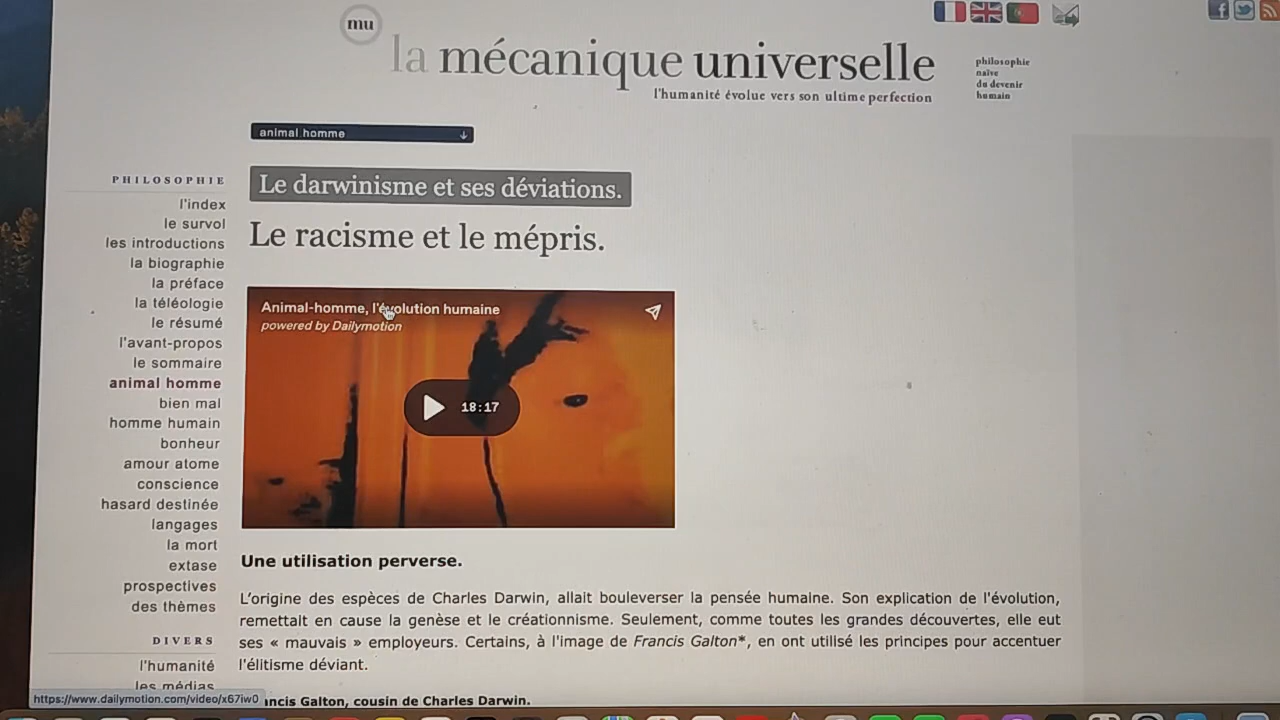 mu
la mécanique universelle
l'humanité évolue vers son ultime perfection
philosophie
naïve
du devenir
humain
animal homme ↓
PHILOSOPHIE
l'index
le survol
les introductions
la biographie
la préface
la téléologie
le résumé
l'avant-propos
le sommaire
animal homme
bien mal
homme humain
bonheur
amour atome
conscience
hasard destinée
langages
la mort
extase
prospectives
des thèmes
DIVERS
l'humanité
les médias
Le darwinisme et ses déviations.
Le racisme et le mépris.
Animal-homme, l'évolution humaine
powered by Dailymotion
18:17
Une utilisation perverse.
L'origine des espèces de Charles Darwin, allait bouleverser la pensée humaine. Son explication de l'évolution,
remettait en cause la genèse et le créationnisme. Seulement, comme toutes les grandes découvertes, elle eut
ses « mauvais » employeurs. Certains, à l'image de Francis Galton*, en ont utilisé les principes pour accentuer
l'élitisme déviant.
ncis Galton, cousin de Charles Darwin.
https://www.dailymotion.com/video/x67iw0